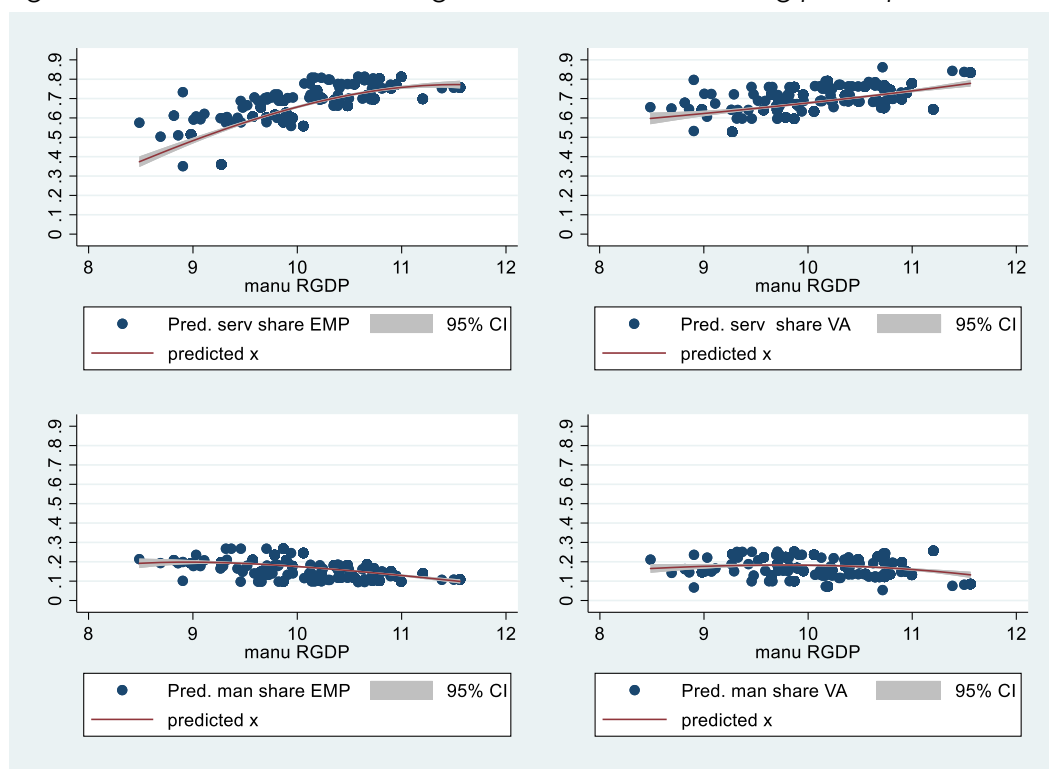 0 .1 .2 .3 .4 .5 .6 .7 .8 .9
8 9 10 11 12
manu RGDP
Pred. serv share EMP 95% CI
predicted x
0 .1 .2 .3 .4 .5 .6 .7 .8 .9
8 9 10 11 12
manu RGDP
Pred. serv share VA 95% CI
predicted x
0 .1 .2 .3 .4 .5 .6 .7 .8 .9
8 9 10 11 12
manu RGDP
Pred. man share EMP 95% CI
predicted x
0 .1 .2 .3 .4 .5 .6 .7 .8 .9
8 9 10 11 12
manu RGDP
Pred. man share VA 95% CI
predicted x